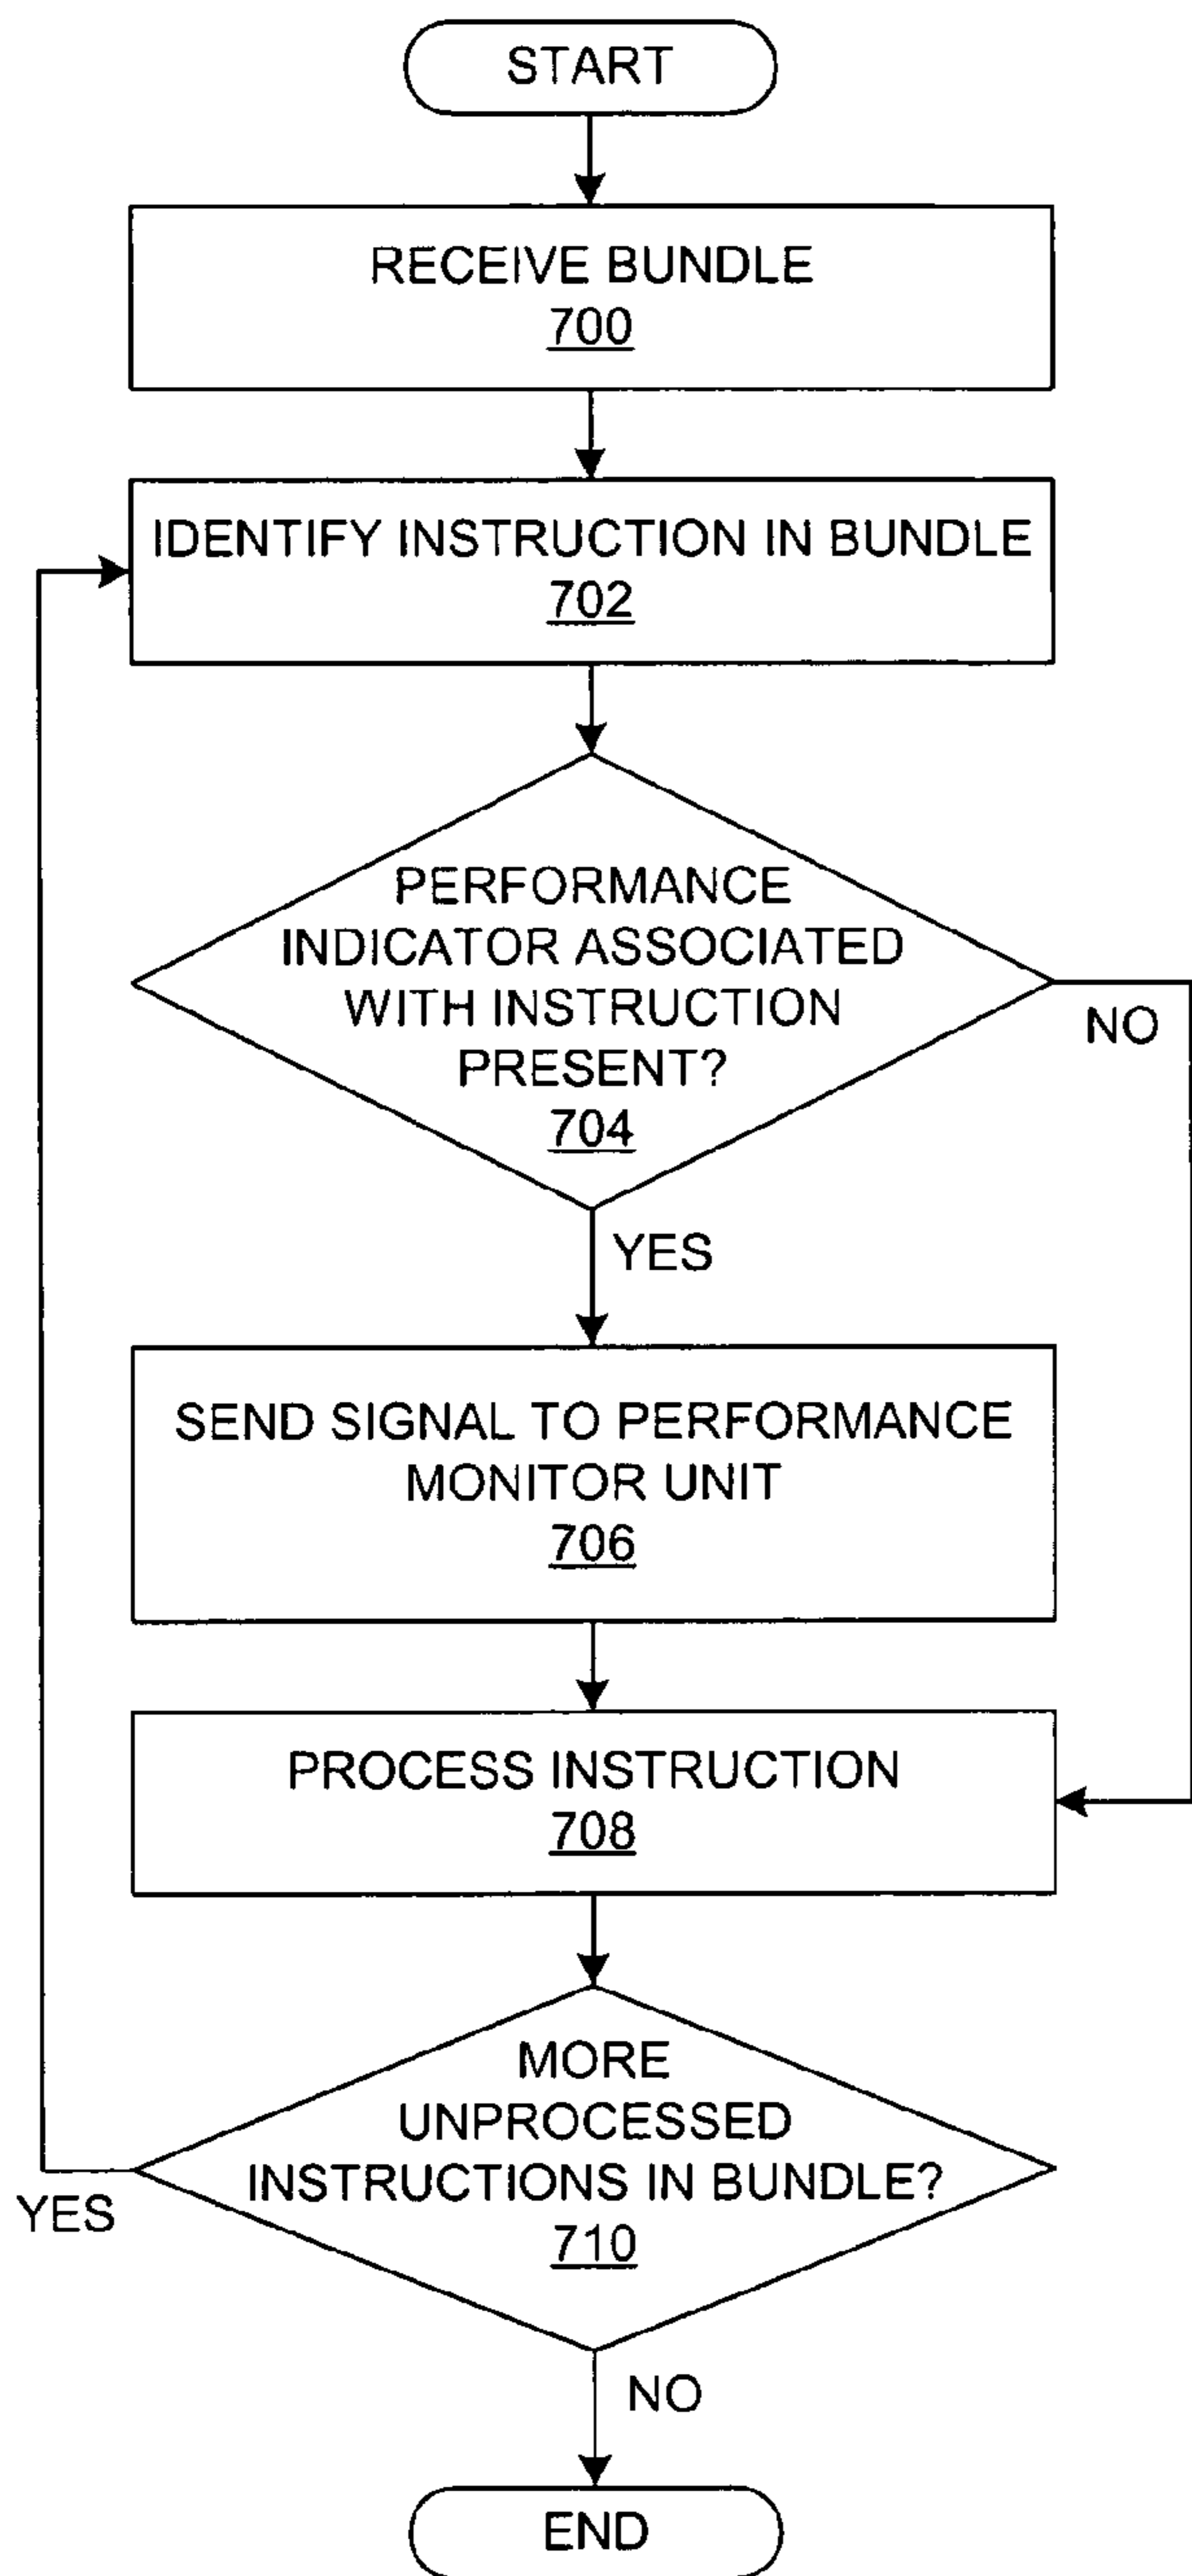 START
RECEIVE BUNDLE
700
IDENTIFY INSTRUCTION IN BUNDLE
702
PERFORMANCE
INDICATOR ASSOCIATED
WITH INSTRUCTION
PRESENT?
704
NO
YES
SEND SIGNAL TO PERFORMANCE
MONITOR UNIT
706
PROCESS INSTRUCTION
708
MORE
UNPROCESSED
INSTRUCTIONS IN BUNDLE?
710
YES
NO
END